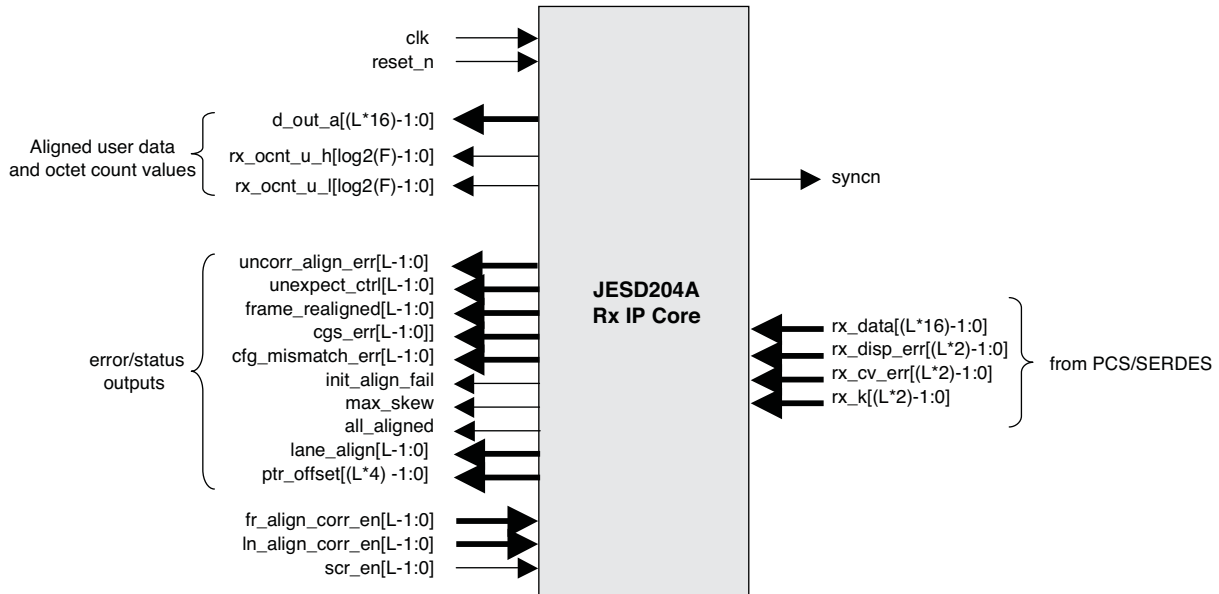 clk
reset_n
d_out_a[(L*16)-1:0]
Aligned user data
and octet count values
rx_ocnt_u_h[log2(F)-1:0]
rx_ocnt_u_l[log2(F)-1:0]
syncn
uncorr_align_err[L-1:0]
unexpect_ctrl[L-1:0]
frame_realigned[L-1:0]
cgs_err[L-1:0]]
cfg_mismatch_err[L-1:0]
error/status
outputs
init_align_fail
max_skew
all_aligned
lane_align[L-1:0]
ptr_offset[(L*4) -1:0]
JESD204A
Rx IP Core
rx_data[(L*16)-1:0]
rx_disp_err[(L*2)-1:0]
rx_cv_err[(L*2)-1:0]
rx_k[(L*2)-1:0]
from PCS/SERDES
fr_align_corr_en[L-1:0]
ln_align_corr_en[L-1:0]
scr_en[L-1:0]